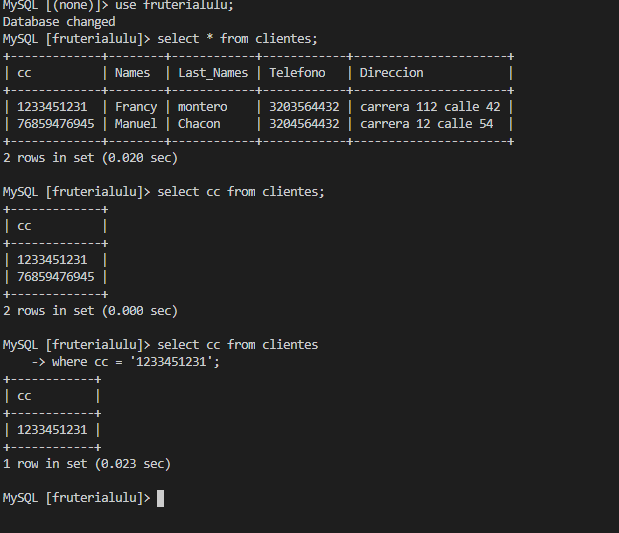 MySQL [(none)]> use fruterialulu;
Database changed
MySQL [fruterialulu]> select * from clientes;
+-------------+--------+------------+------------+----------------------+
| cc          | Names  | Last_Names | Telefono   | Direccion            |
+-------------+--------+------------+------------+----------------------+
| 1233451231  | Francy | montero    | 3203564432 | carrera 112 calle 42 |
| 76859476945 | Manuel | Chacon     | 3204564432 | carrera 12 calle 54  |
+-------------+--------+------------+------------+----------------------+
2 rows in set (0.020 sec)
MySQL [fruterialulu]> select cc from clientes;
+-------------+
| cc          |
+-------------+
| 1233451231  |
| 76859476945 |
+-------------+
2 rows in set (0.000 sec)
MySQL [fruterialulu]> select cc from clientes
    -> where cc = '1233451231';
+------------+
| cc         |
+------------+
| 1233451231 |
+------------+
1 row in set (0.023 sec)
MySQL [fruterialulu]>